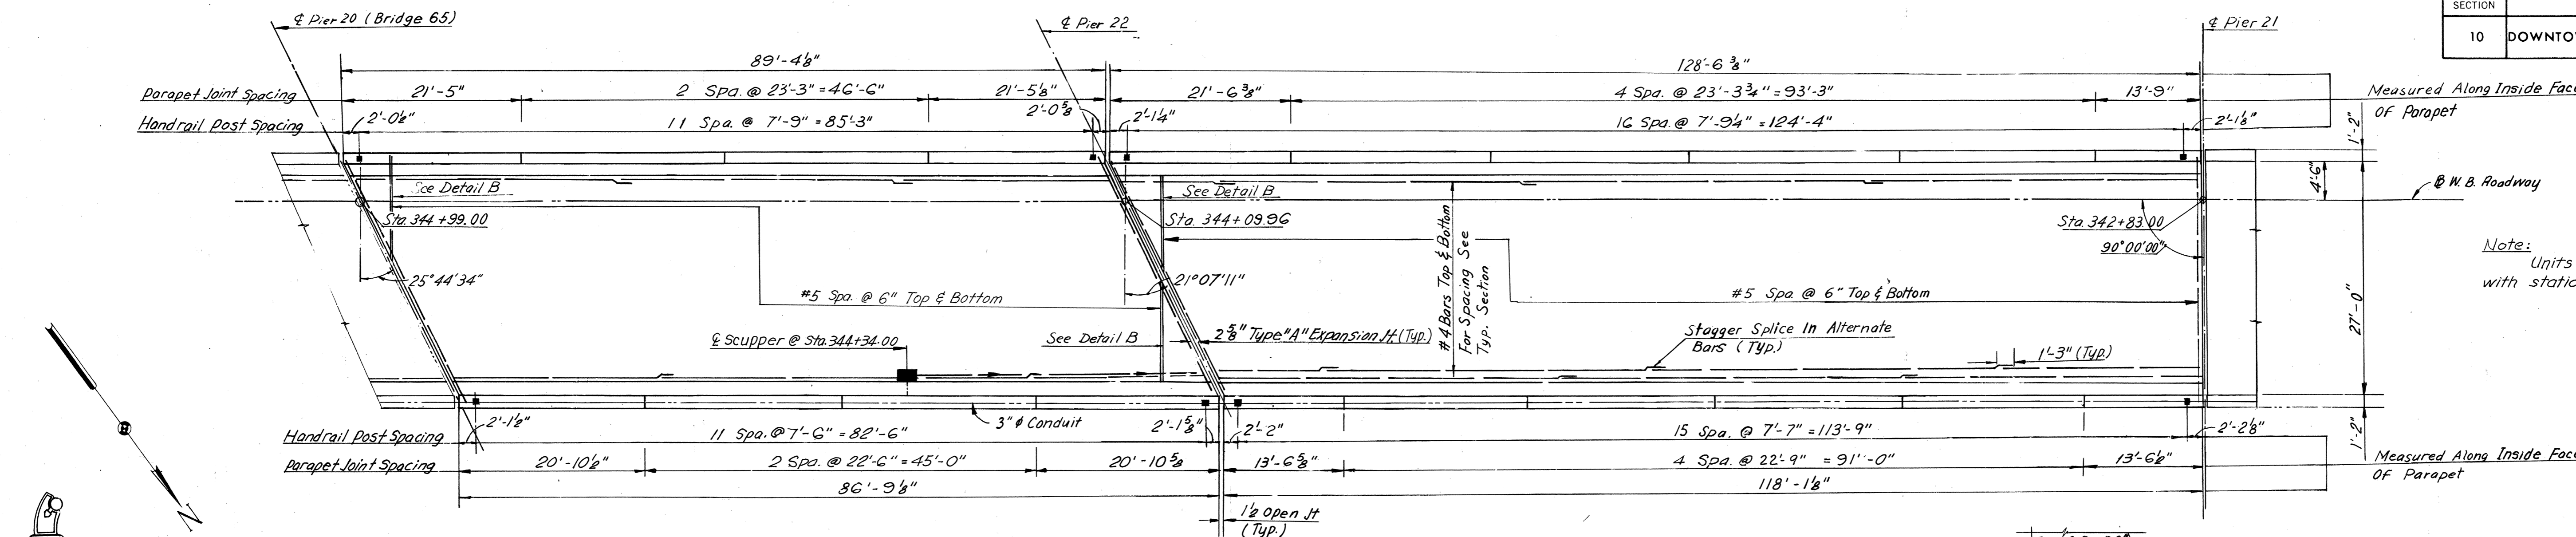 ℄ Pier 20 (Bridge 65)
℄ Pier 22
℄ Pier 21
SECTION
10
89'-4⅛"
128'-6⅜"
Parapet Joint Spacing
21'-5"
2 Spa. @ 23'-3" = 46'-6"
21'-5⅛"
21'-6⅜"
4 Spa. @ 23'-3¾" = 93'-3"
13'-9"
Measured Along Inside
OF Parapet
Handrail Post Spacing
2'-0½"
11 Spa. @ 7'-9" = 85'-3"
2'-0⅝
2'-1¼"
16 Spa. @ 7'-9¼" = 124'-4"
2'-1⅛"
1'-2"
See Detail B
See Detail B
4'-6"
W. B. Roadway
Sta. 344+99.00
Sta. 344+09.96
Sta. 342+83.00
90°00'00"
Note:
Units
#4 Bars Top & Bottom
For Spacing See
Typ. Section
25°44'34"
21°07'11"
#5 Spa. @ 6" Top & Bottom
#5 Spa @ 6" Top & Bottom
27'-0"
℄ Scupper @ Sta. 344+34.00
See Detail B
2⅝" Type "A" Expansion Jt (Typ.)
Stagger Splice In Alternate
Bars (Typ.)
1'-3" (Typ.)
2'-1½"
3" ϕ Conduit
2'-1⅝"
2'-2"
2'-2⅛"
1'-2"
Handrail Post Spacing
11 Spa. @ 7'-6" = 82'-6"
15 Spa. @ 7'-7" = 113'-9"
Parapet Joint Spacing
20'-10½"
2 Spa. @ 22'-6" = 45'-0"
20'-10⅝
13'-6⅝"
4 Spa. @ 22'-9" = 91'-0"
13'-6½"
Measured Along Inside
OF Parapet
86'-9⅛"
118'-1⅛"
1½ Open Jt
(Typ.)
N